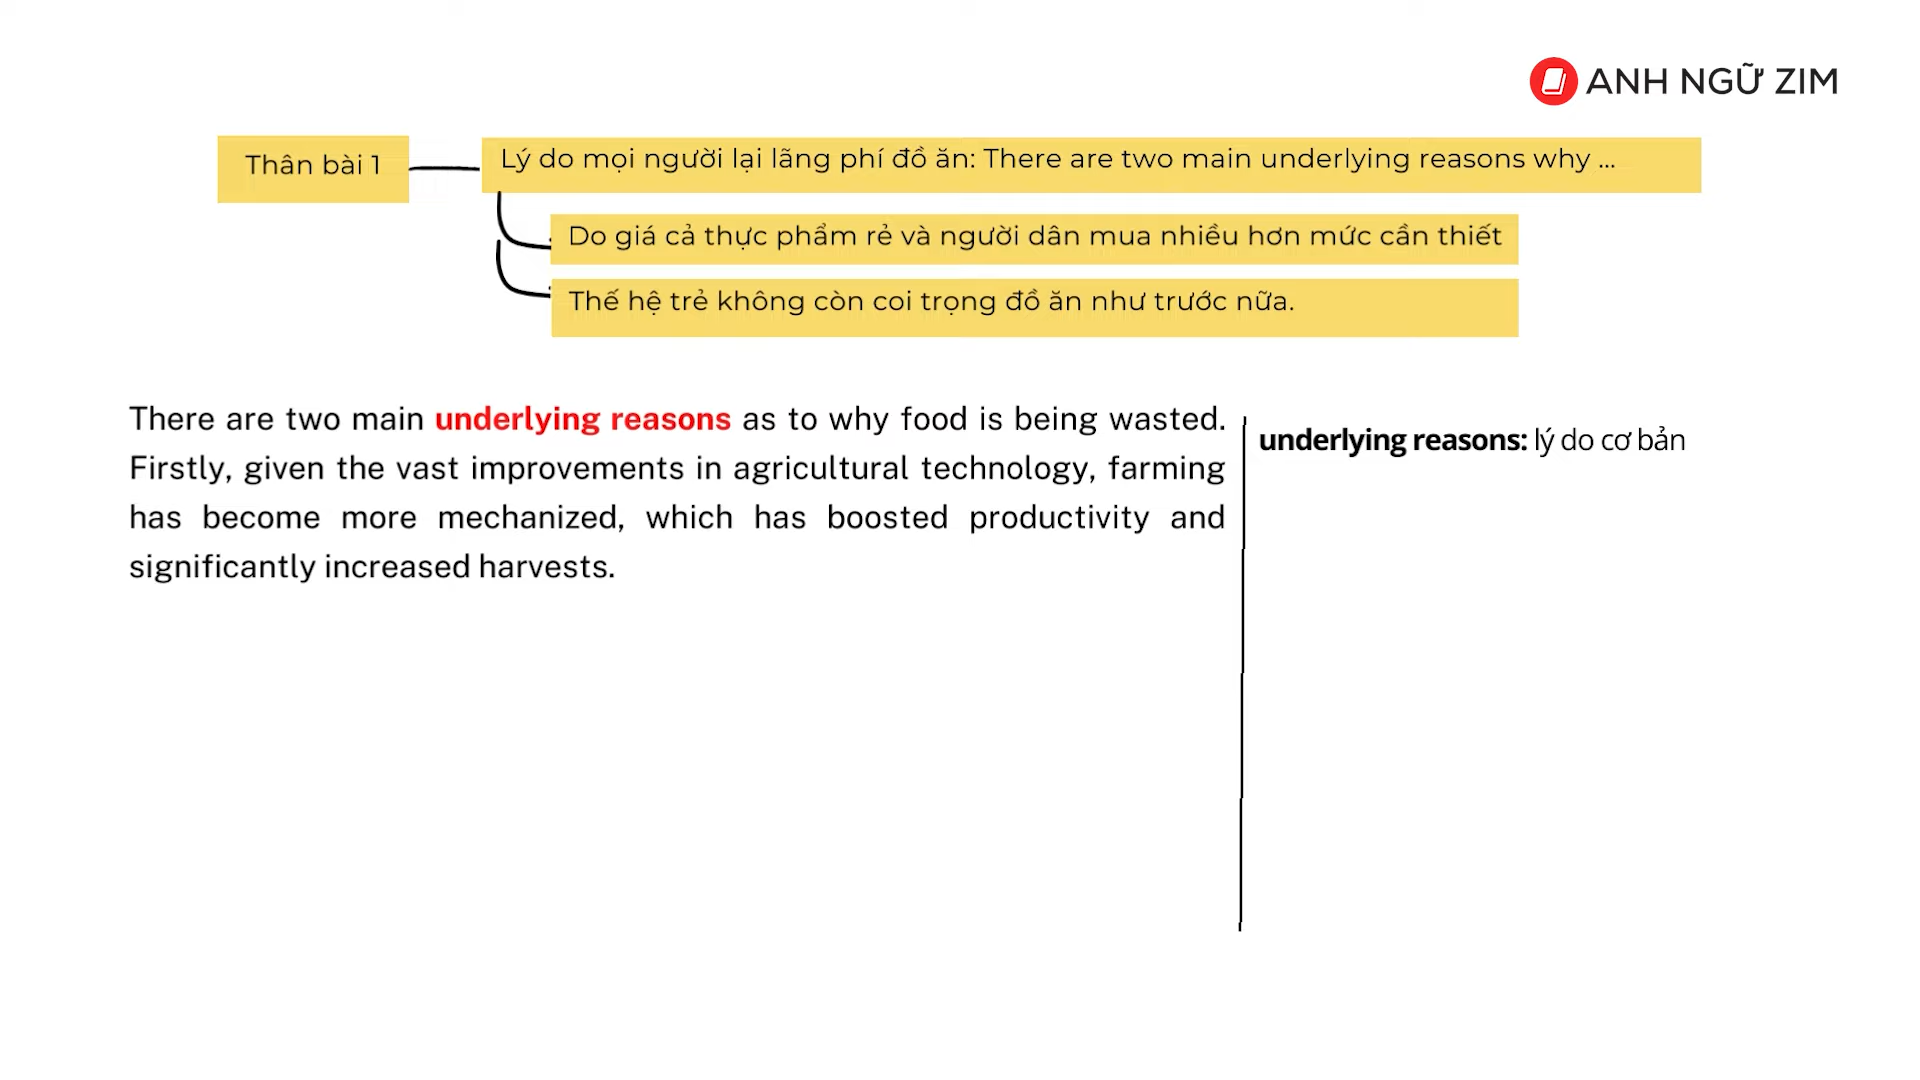 ANH NGỮ ZIM
Thân bài 1
Lý do mọi người lại lãng phí đồ ăn: There are two main underlying reasons why ...
Do giá cả thực phẩm rẻ và người dân mua nhiều hơn mức cần thiết
Thế hệ trẻ không còn coi trọng đồ ăn như trước nữa.
There are two main underlying reasons as to why food is being wasted.
Firstly, given the vast improvements in agricultural technology, farming
has become more mechanized, which has boosted productivity and
significantly increased harvests.
underlying reasons: lý do cơ bản